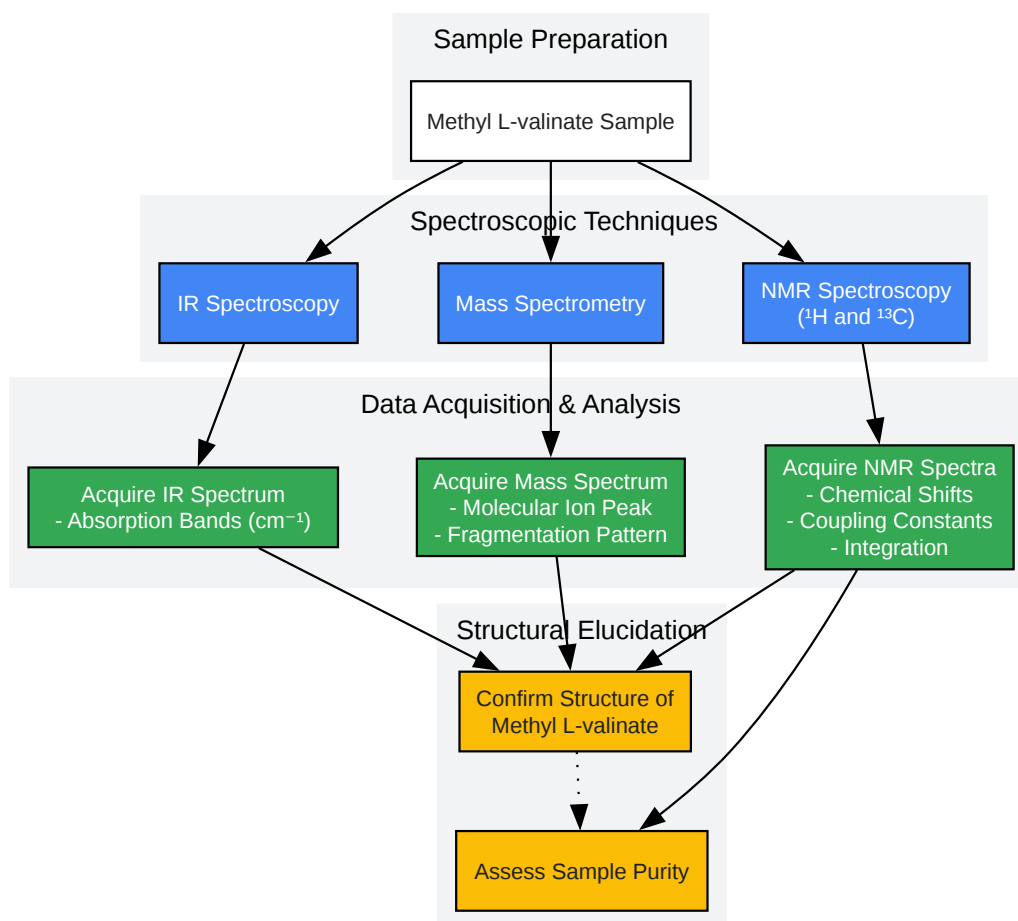 Sample Preparation
Methyl L-valinate Sample
Spectroscopic Techniques
IR Spectroscopy
Mass Spectrometry
NMR Spectroscopy
(¹H and ¹³C)
Data Acquisition & Analysis
Acquire IR Spectrum
- Absorption Bands (cm⁻¹)
Acquire Mass Spectrum
- Molecular Ion Peak
- Fragmentation Pattern
Acquire NMR Spectra
- Chemical Shifts
- Coupling Constants
- Integration
Structural Elucidation
Confirm Structure of
Methyl L-valinate
Assess Sample Purity